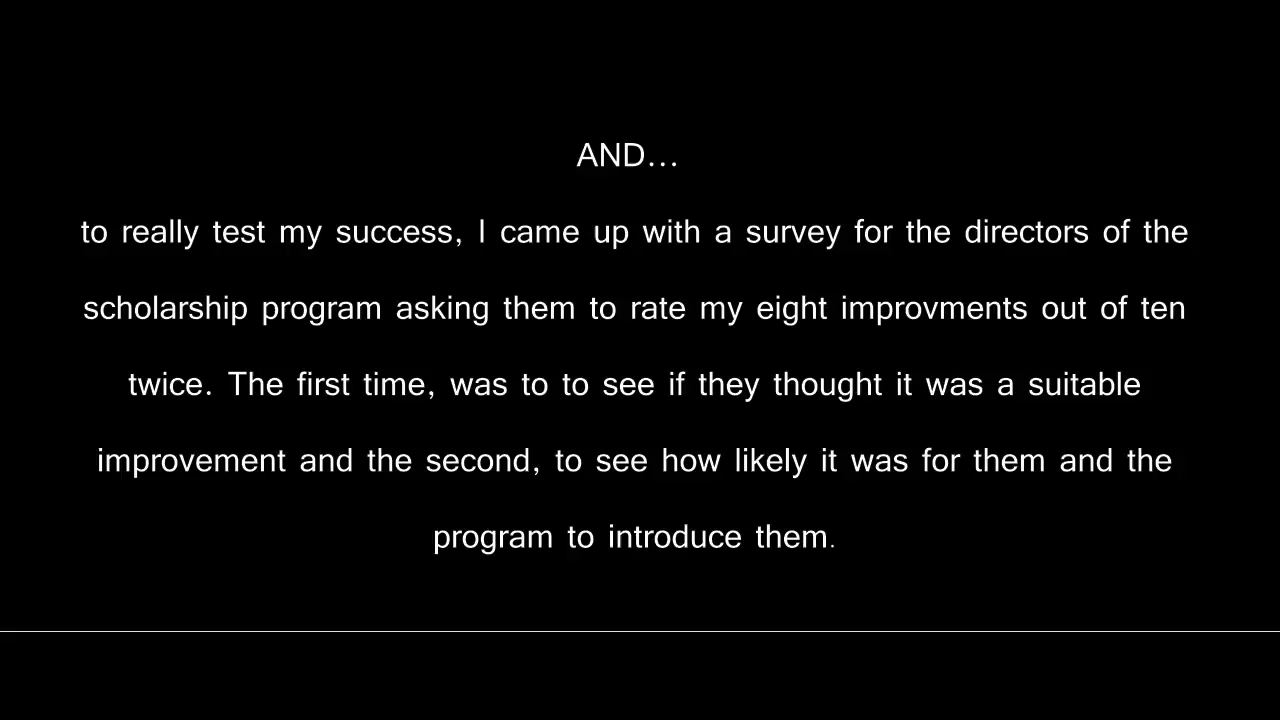 AND...
to really test my success, I came up with a survey for the directors of the
scholarship program asking them to rate my eight improvments out of ten
twice. The first time, was to to see if they thought it was a suitable
improvement and the second, to see how likely it was for them and the
program to introduce them.